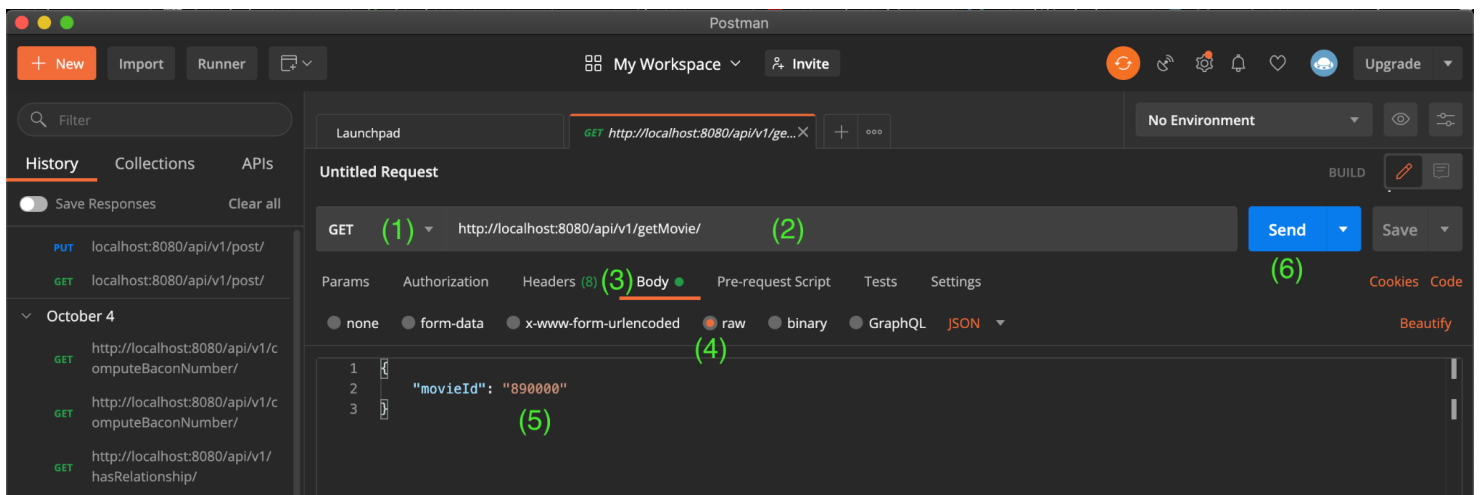 Postman
+ New Import Runner My Workspace Invite Upgrade
Filter
Launchpad GET http://localhost:8080/api/v1/ge... No Environment
History Collections APIs
Untitled Request BUILD
Save Responses Clear all
GET (1) http://localhost:8080/api/v1/getMovie/ (2) Send Save
PUT localhost:8080/api/v1/post/
(6)
GET localhost:8080/api/v1/post/
Params Authorization Headers (8) (3) Body Pre-request Script Tests Settings Cookies Code
October 4
none form-data x-www-form-urlencoded raw binary GraphQL JSON Beautify
(4)
GET http://localhost:8080/api/v1/c
omputeBaconNumber/
GET http://localhost:8080/api/v1/c
omputeBaconNumber/
GET http://localhost:8080/api/v1/
hasRelationship/
1 {
2 "movieId": "890000"
3 }
(5)